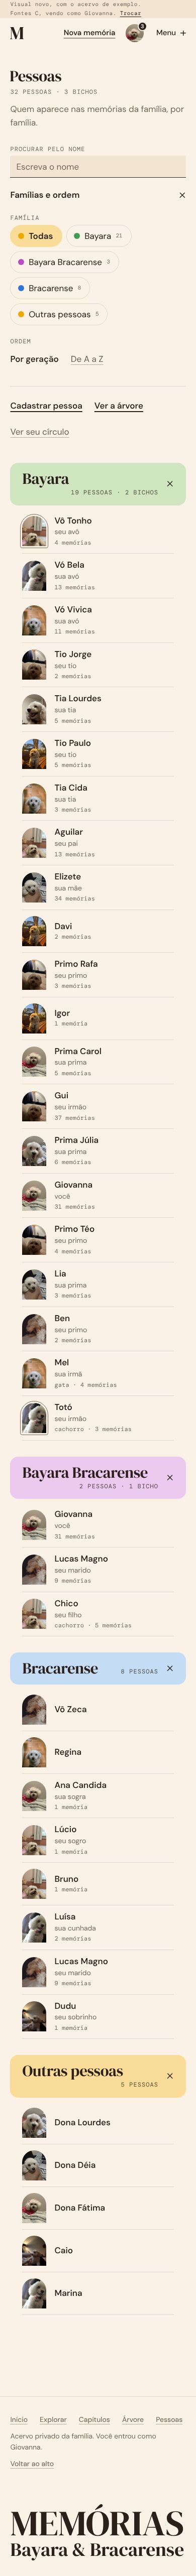 Visual novo, com o acervo de exemplo.
Fontes C, vendo como Giovanna. Trocar
M Nova memória 3 Menu +
Pessoas
32 PESSOAS · 3 BICHOS
Quem aparece nas memórias da família, por
família.
PROCURAR PELO NOME
Escreva o nome
Famílias e ordem ×
FAMÍLIA
Todas Bayara 21
Bayara Bracarense 3
Bracarense 8
Outras pessoas 5
ORDEM
Por geração De A a Z
Cadastrar pessoa Ver a árvore
Ver seu círculo
Bayara ×
19 PESSOAS · 2 BICHOS
Vô Tonho
seu avô
4 memórias
Vó Bela
sua avó
13 memórias
Vó Vivica
sua avó
11 memórias
Tio Jorge
seu tio
2 memórias
Tia Lourdes
sua tia
5 memórias
Tio Paulo
seu tio
5 memórias
Tia Cida
sua tia
3 memórias
Aguilar
seu pai
13 memórias
Elizete
sua mãe
34 memórias
Davi
2 memórias
Primo Rafa
seu primo
3 memórias
Igor
1 memória
Prima Carol
sua prima
5 memórias
Gui
seu irmão
37 memórias
Prima Júlia
sua prima
6 memórias
Giovanna
você
31 memórias
Primo Téo
seu primo
4 memórias
Lia
sua prima
3 memórias
Ben
seu primo
2 memórias
Mel
sua irmã
gata · 4 memórias
Totó
seu irmão
cachorro · 3 memórias
Bayara Bracarense ×
2 PESSOAS · 1 BICHO
Giovanna
você
31 memórias
Lucas Magno
seu marido
9 memórias
Chico
seu filho
cachorro · 5 memórias
Bracarense 8 PESSOAS ×
Vô Zeca
Regina
Ana Candida
sua sogra
1 memória
Lúcio
seu sogro
1 memória
Bruno
1 memória
Luísa
sua cunhada
2 memórias
Lucas Magno
seu marido
9 memórias
Dudu
seu sobrinho
1 memória
Outras pessoas ×
5 PESSOAS
Dona Lourdes
Dona Déia
Dona Fátima
Caio
Marina
Início Explorar Capítulos Árvore Pessoas
Acervo privado da família. Você entrou como
Giovanna.
Voltar ao alto
MEMÓRIAS
Bayara & Bracarense